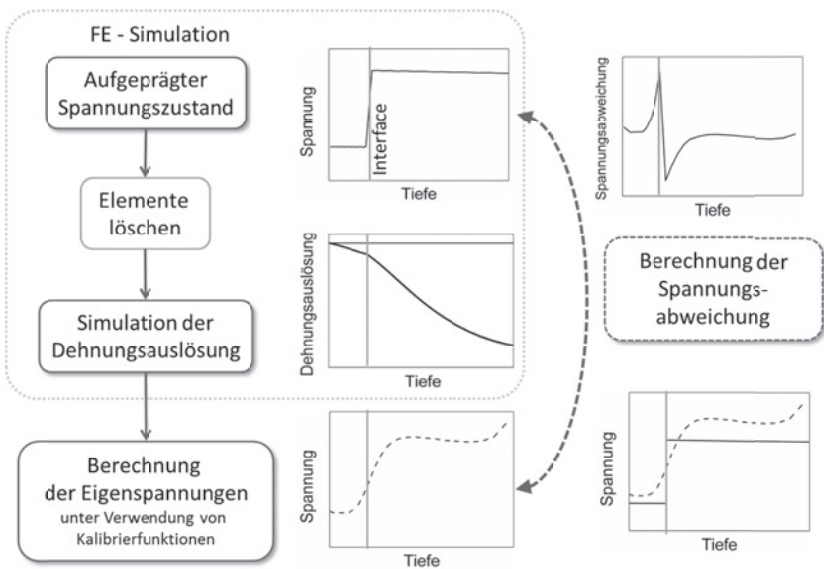 FE - Simulation
Aufgeprägter
Spannungszustand
Elemente
löschen
Simulation der
Dehnungsauslösung
Berechnung
der Eigenspannungen
unter Verwendung von
Kalibrierfunktionen
Spannung
Interface
Tiefe
Dehnungsauslösung
Tiefe
Spannung
Tiefe
Spannungsabweichung
Tiefe
Berechnung der
Spannungs-
abweichung
Spannung
Tiefe